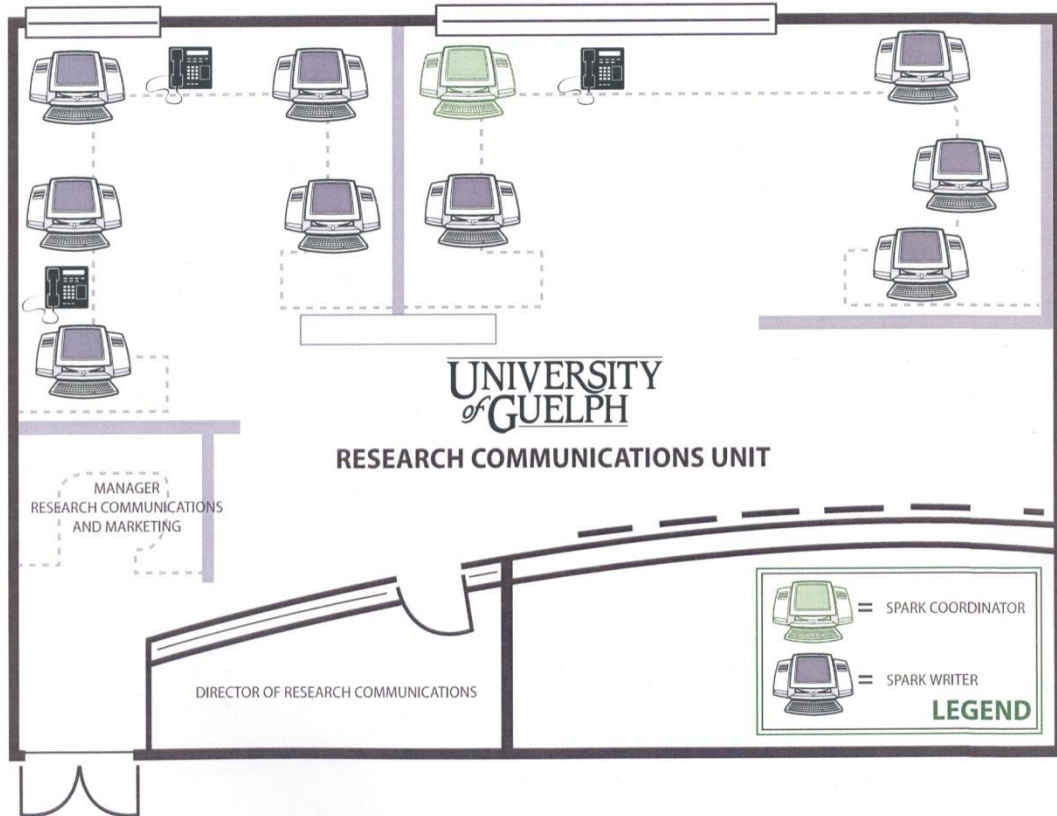 UNIVERSITY
of GUELPH
RESEARCH COMMUNICATIONS UNIT
MANAGER
RESEARCH COMMUNICATIONS
AND MARKETING
DIRECTOR OF RESEARCH COMMUNICATIONS
= SPARK COORDINATOR
= SPARK WRITER
LEGEND